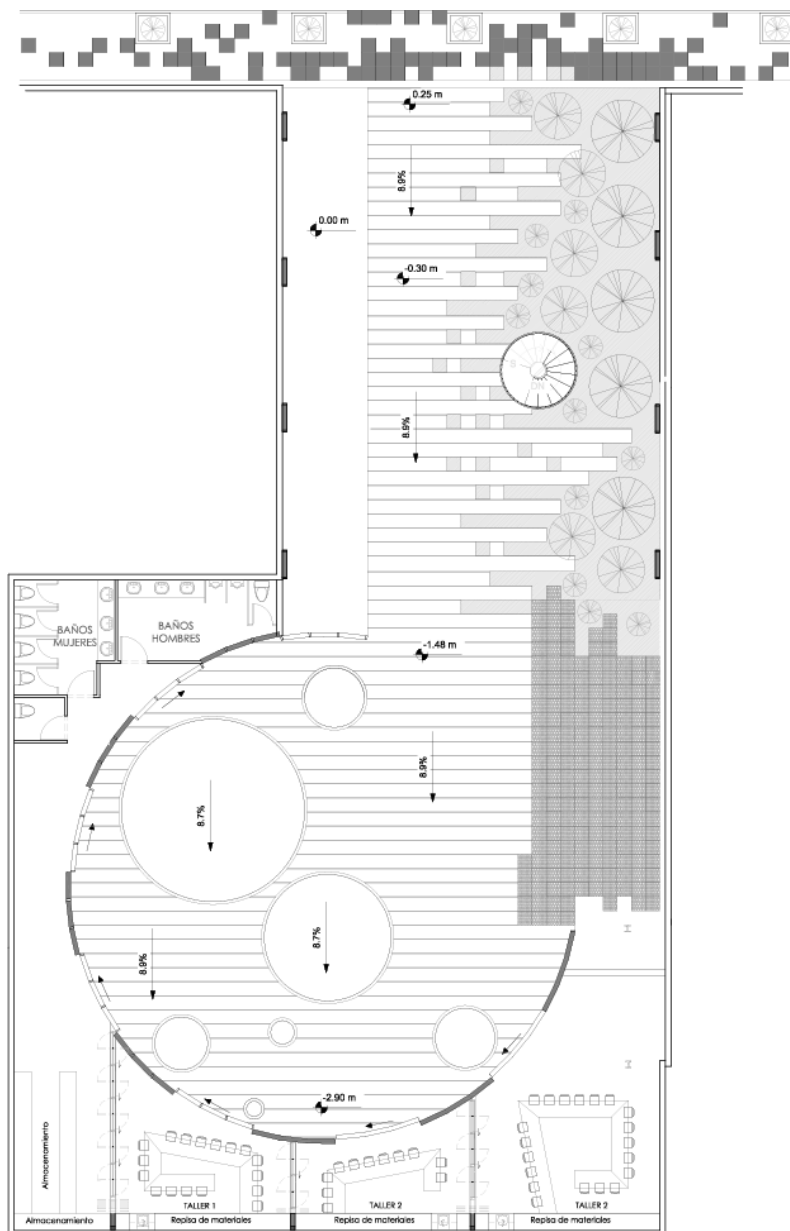 0.25 m
8.9%
0.00 m
-0.30 m
S
DN
8.9%
BAÑOS
MUJERES
BAÑOS
HOMBRES
-1.48 m
8.9%
8.7%
8.7%
8.9%
-2.90 m
Almacenamiento
TALLER 1
TALLER 2
TALLER 2
Almacenamiento
Repisa de materiales
Repisa de materiales
Repisa de materiales